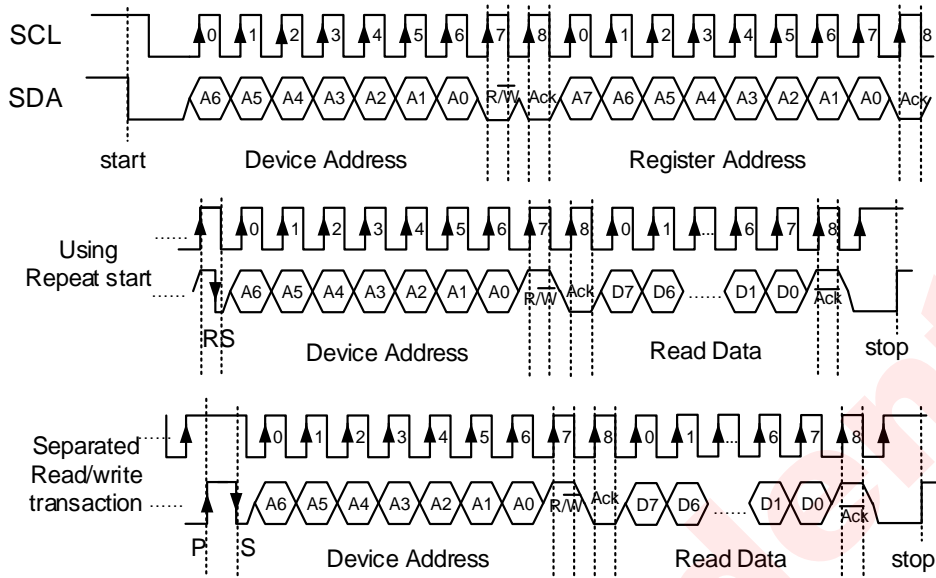 SCL 0 1 2 3 4 5 6 7 8 0 1 2 3 4 5 6 7 8
SDA A6 A5 A4 A3 A2 A1 A0 R/W Ack A7 A6 A5 A4 A3 A2 A1 A0 Ack
start Device Address Register Address
0 1 2 3 4 5 6 7 8 0 1 ... 6 7 8
Using
Repeat start
...... A6 A5 A4 A3 A2 A1 A0 R/W Ack D7 D6 ...... D1 D0 Ack
RS Device Address Read Data stop
0 1 2 3 4 5 6 7 8 0 1 ... 6 7 8
Separated
Read/write
transaction
...... A6 A5 A4 A3 A2 A1 A0 R/W Ack D7 D6 ...... D1 D0 Ack
P S Device Address Read Data stop